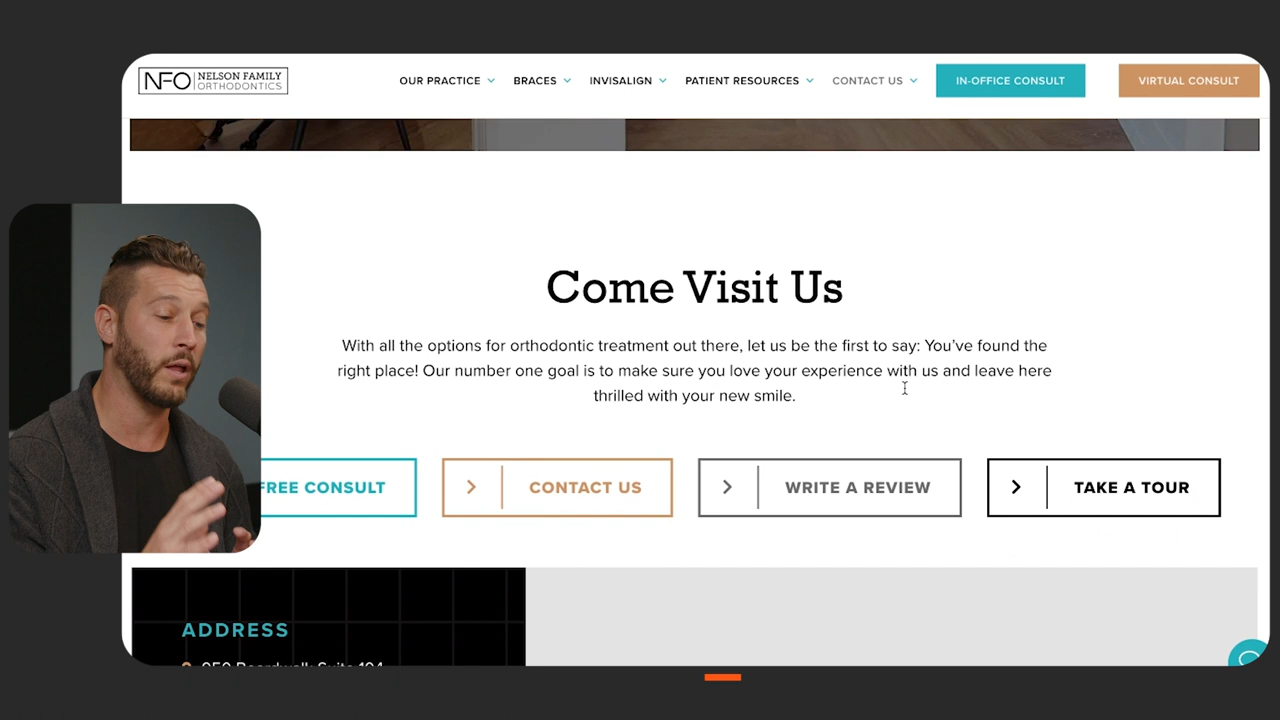 NFO NELSON FAMILY
ORTHODONTICS
OUR PRACTICE BRACES INVISALIGN PATIENT RESOURCES CONTACT US IN-OFFICE CONSULT VIRTUAL CONSULT
Come Visit Us
With all the options for orthodontic treatment out there, let us be the first to say: You’ve found the
right place! Our number one goal is to make sure you love your experience with us and leave here
thrilled with your new smile.
FREE CONSULT CONTACT US WRITE A REVIEW TAKE A TOUR
ADDRESS